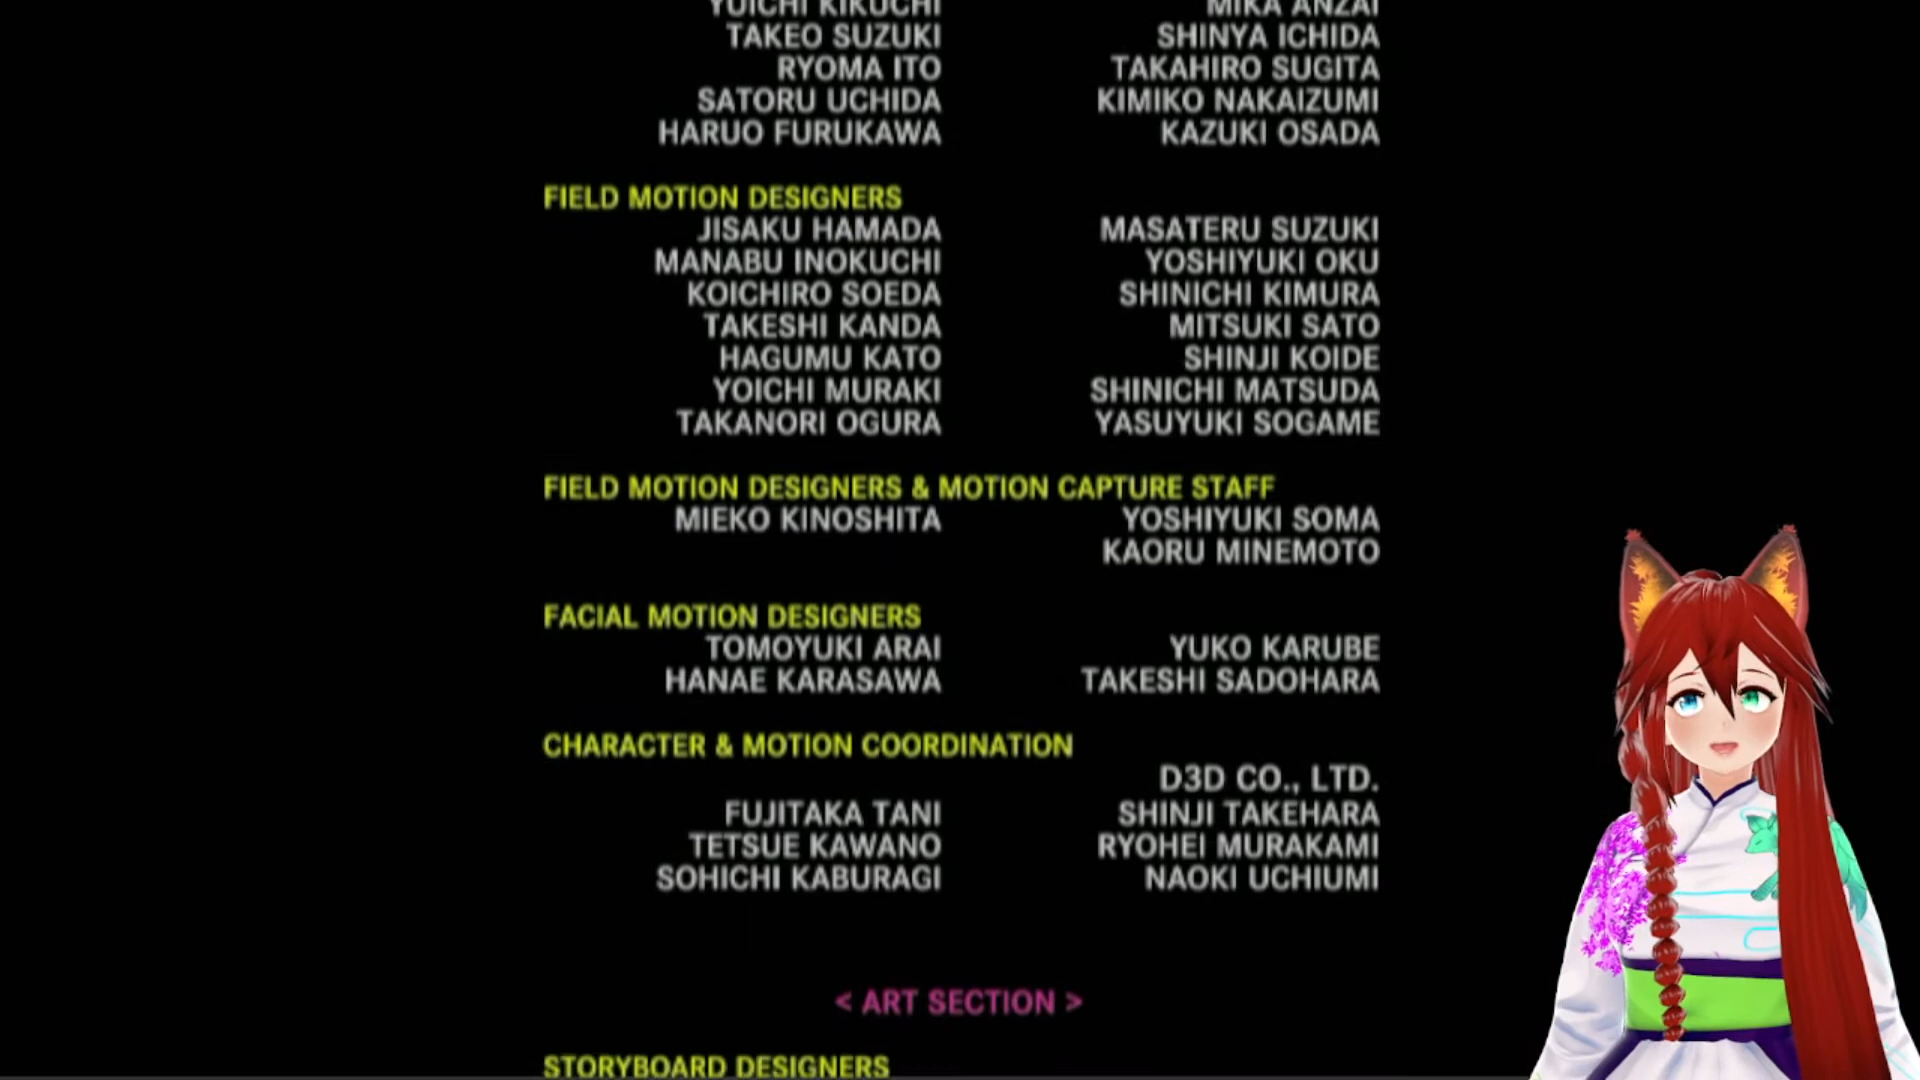 YUICHI KIKUCHI MIKA ANZAI
TAKEO SUZUKI SHINYA ICHIDA
RYOMA ITO TAKAHIRO SUGITA
SATORU UCHIDA KIMIKO NAKAIZUMI
HARUO FURUKAWA KAZUKI OSADA
FIELD MOTION DESIGNERS
JISAKU HAMADA MASATERU SUZUKI
MANABU INOKUCHI YOSHIYUKI OKU
KOICHIRO SOEDA SHINICHI KIMURA
TAKESHI KANDA MITSUKI SATO
HAGUMU KATO SHINJI KOIDE
YOICHI MURAKI SHINICHI MATSUDA
TAKANORI OGURA YASUYUKI SOGAME
FIELD MOTION DESIGNERS & MOTION CAPTURE STAFF
MIEKO KINOSHITA YOSHIYUKI SOMA
KAORU MINEMOTO
FACIAL MOTION DESIGNERS
TOMOYUKI ARAI YUKO KARUBE
HANAE KARASAWA TAKESHI SADOHARA
CHARACTER & MOTION COORDINATION
D3D CO., LTD.
FUJITAKA TANI SHINJI TAKEHARA
TETSUE KAWANO RYOHEI MURAKAMI
SOHICHI KABURAGI NAOKI UCHIUMI
< ART SECTION >
STORYBOARD DESIGNERS